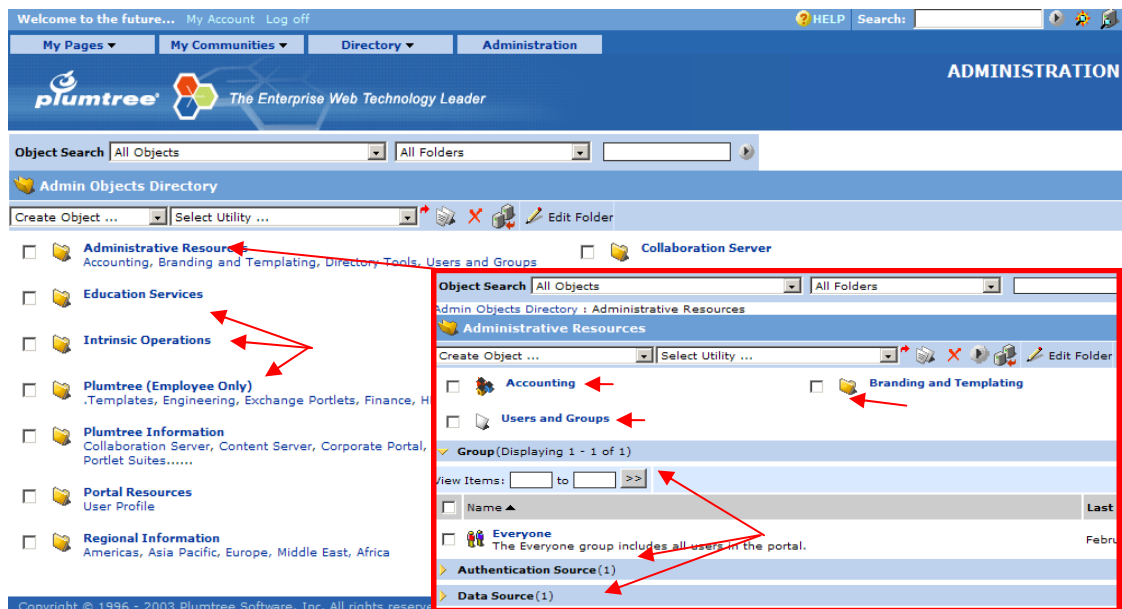 Welcome to the future... My Account Log off HELP Search:
My Pages My Communities Directory Administration
ADMINISTRATION
plumtree The Enterprise Web Technology Leader
Object Search All Objects All Folders
Admin Objects Directory
Create Object ... Select Utility ... Edit Folder
Administrative Resources
Accounting, Branding and Templating, Directory Tools, Users and Groups
Collaboration Server
Education Services
Intrinsic Operations
Plumtree (Employee Only)
.Templates, Engineering, Exchange Portlets, Finance,
Plumtree Information
Collaboration Server, Content Server, Corporate Portal,
Portlet Suites......
Portal Resources
User Profile
Regional Information
Americas, Asia Pacific, Europe, Middle East, Africa
Copyright © 1996 - 2003 Plumtree Software, Inc. All rights reserve
Object Search All Objects All Folders
Admin Objects Directory : Administrative Resources
Administrative Resources
Create Object ... Select Utility ... Edit Folder
Accounting Branding and Templating
Users and Groups
Group (Displaying 1 - 1 of 1)
View Items: to >>
Name Last
Everyone
The Everyone group includes all users in the portal.
Febru
Authentication Source (1)
Data Source (1)